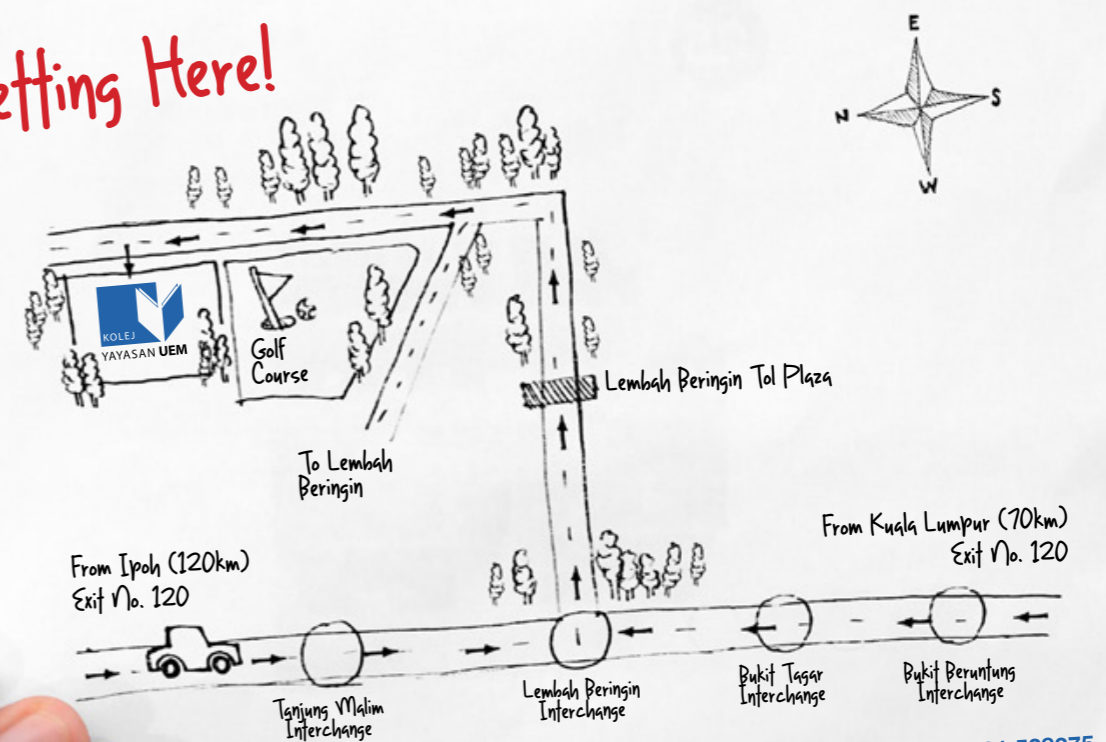 etting Here!
E
N
S
W
KOLEJ
YAYASAN UEM
Golf
Course
Lembah Beringin Tol Plaza
To Lembah
Beringin
From Kuala Lumpur (70km)
Exit No. 120
From Ipoh (120km)
Exit No. 120
Tanjung Malim
Interchange
Lembah Beringin
Interchange
Bukit Tagar
Interchange
Bukit Beruntung
Interchange